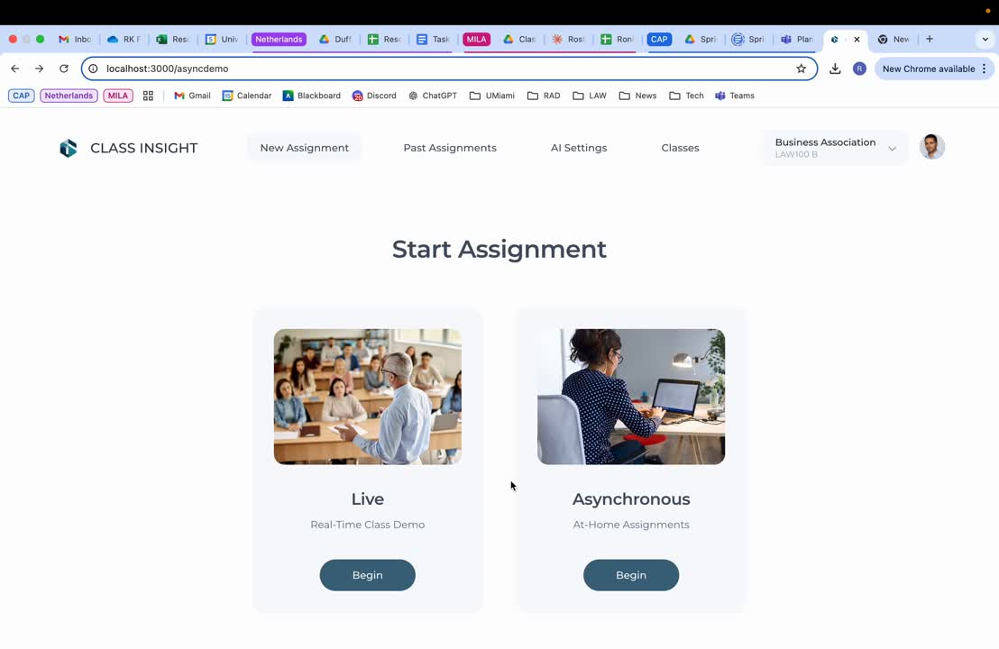 Inbo
RK F
Reso
Univ
Netherlands
Duff
Reso
Task
MILA
Clas
Rost
Roni
CAP
Spri
Spri
Plan
New
localhost:3000/asyncdemo
R
New Chrome available
CAP
Netherlands
MILA
Gmail
Calendar
Blackboard
Discord
ChatGPT
UMiami
RAD
LAW
News
Tech
Teams
CLASS INSIGHT
New Assignment
Past Assignments
AI Settings
Classes
Business Association
LAW100 B
Start Assignment
Live
Real-Time Class Demo
Begin
Asynchronous
At-Home Assignments
Begin